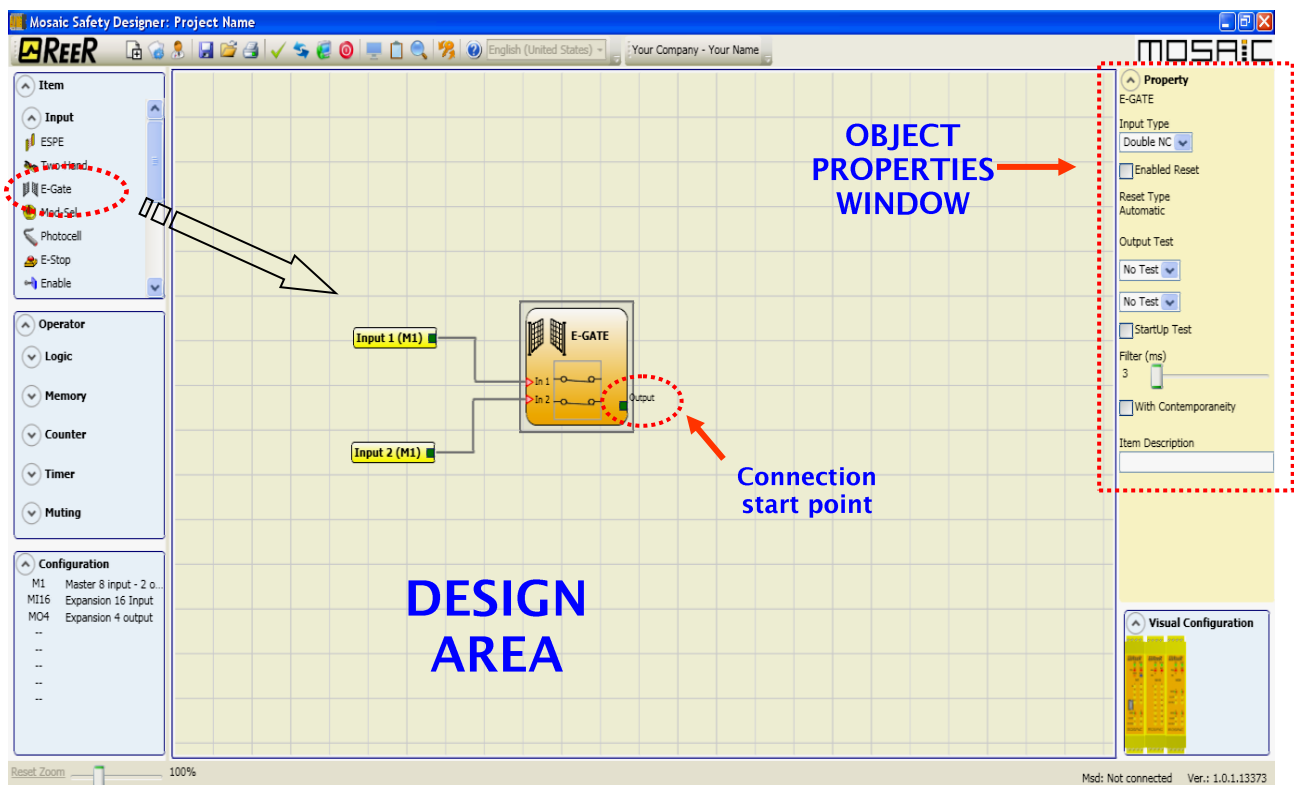 Mosaic Safety Designer: Project Name
REER
English (United States)
Your Company - Your Name
MOSAIC
Item
Input
ESPE
Two-Hand
E-Gate
Mod-Sel
Photocell
E-Stop
Enable
Operator
Logic
Memory
Counter
Timer
Muting
Configuration
M1 Master 8 input - 2 o...
MI16 Expansion 16 Input
MO4 Expansion 4 output
--
--
--
--
--
Reset Zoom
100%
Input 1 (M1)
Input 2 (M1)
E-GATE
In 1
In 2
Output
Connection
start point
DESIGN
AREA
OBJECT
PROPERTIES
WINDOW
Property
E-GATE
Input Type
Double NC
Enabled Reset
Reset Type
Automatic
Output Test
No Test
No Test
StartUp Test
Filter (ms)
3
With Contemporaneity
Item Description
Visual Configuration
Msd: Not connected Ver.: 1.0.1.13373